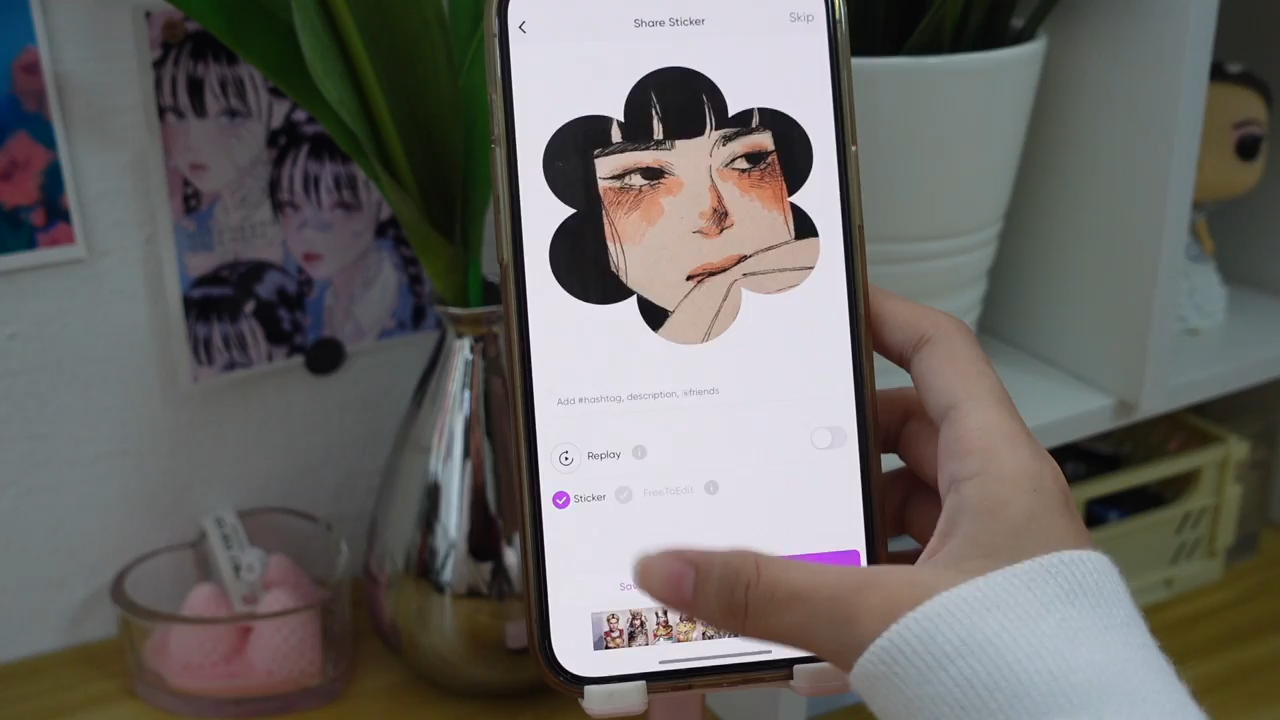 Share Sticker
Skip
Add #hashtag, description, @friends
Replay
Sticker
FreeToEdit